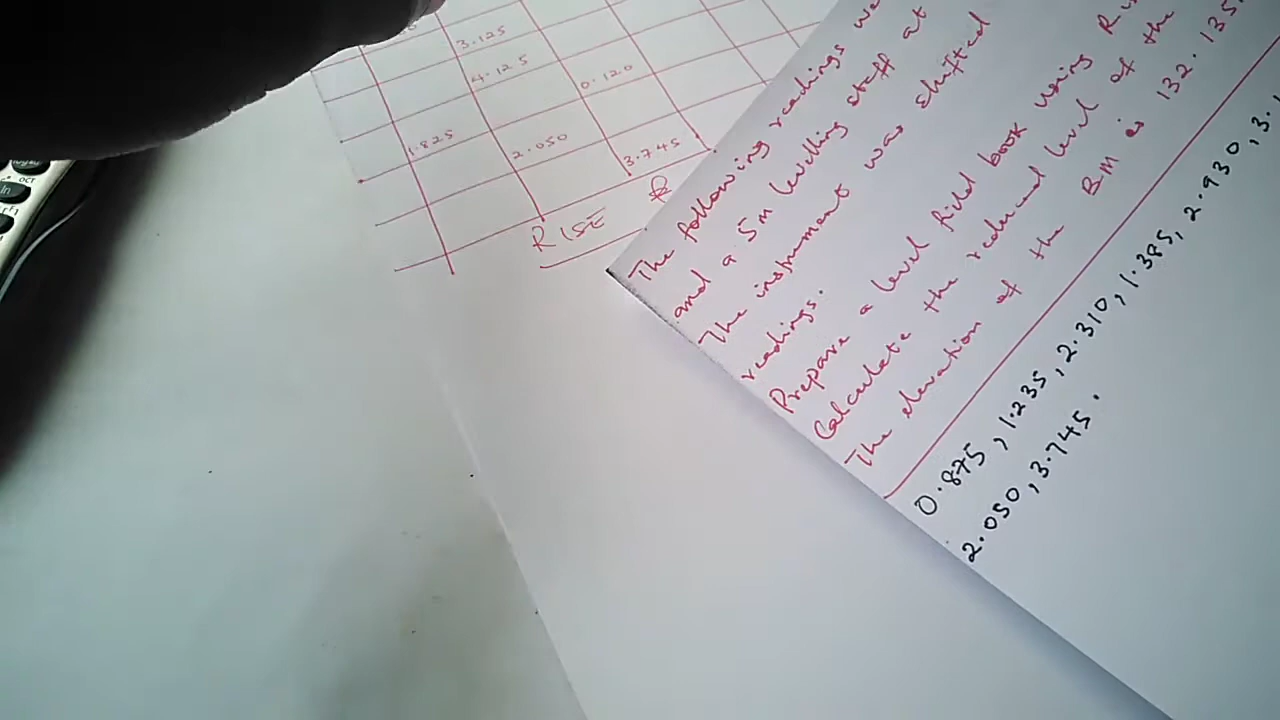 3.125
4.125
0.120
1.825
2.050
3.745
RISE
The following readings
and a 5m levelling staff at
The instrument was shifted
readings.
Prepare a level field book using
Calculate the reduced level of the
The elevation of the BM is 132.135
0.875, 1.235, 2.310, 1.385, 2.930, 3.
2.050, 3.745.
OCT